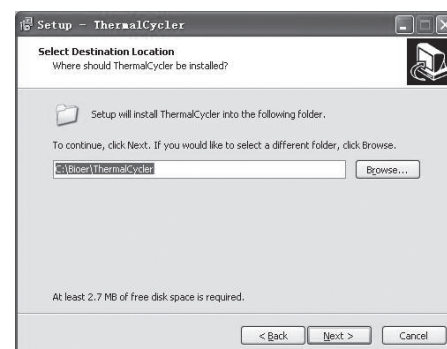 Setup - ThermalCycler
Select Destination Location
Where should ThermalCycler be installed?
Setup will install ThermalCycler into the following folder.
To continue, click Next. If you would like to select a different folder, click Browse.
C:\Bioer\ThermalCycler
Browse...
At least 2.7 MB of free disk space is required.
< Back Next > Cancel